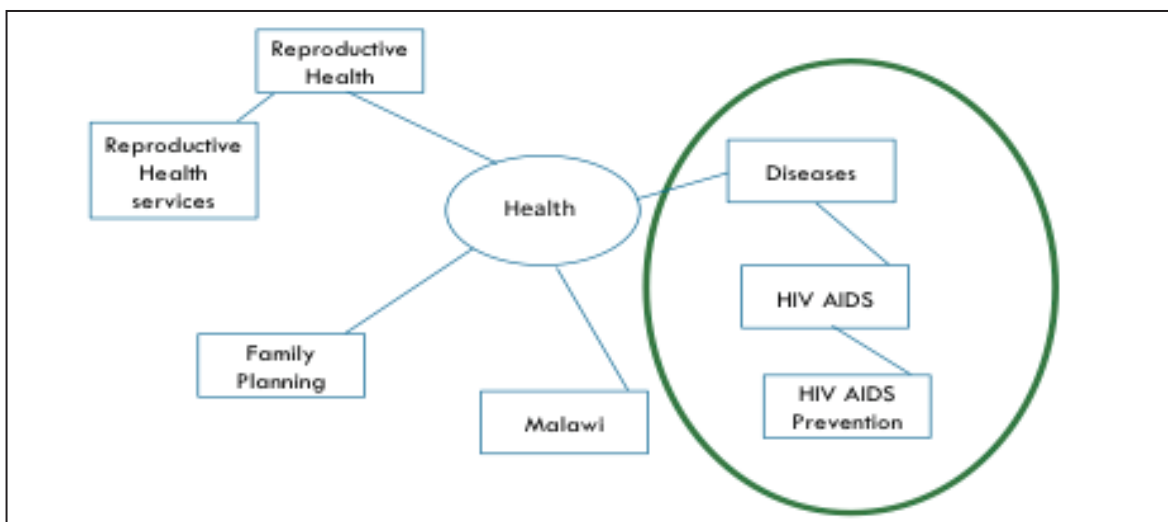 Reproductive
Health
Reproductive
Health
services
Health
Diseases
HIV AIDS
HIV AIDS
Prevention
Family
Planning
Malawi